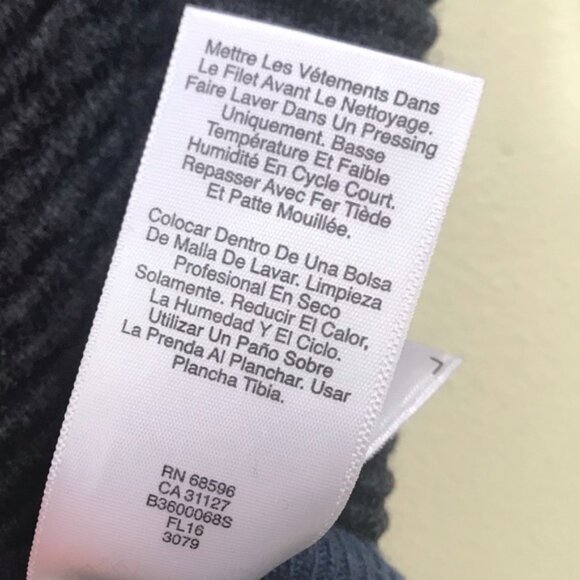 Mettre Les Vétements Dans
Le Filet Avant Le Nettoyage.
Faire Laver Dans Un Pressing
Uniquement. Basse
Température Et Faible
Humidité En Cycle Court.
Repasser Avec Fer Tiède
Et Patte Mouillée.
Colocar Dentro De Una Bolsa
De Malla De Lavar. Limpieza
Profesional En Seco
Solamente. Reducir El Calor,
La Humedad Y El Ciclo.
Utilizar Un Paño Sobre
La Prenda Al Planchar. Usar
Plancha Tibia.
RN 68596
CA 31127
B3600068S
FL16
3079